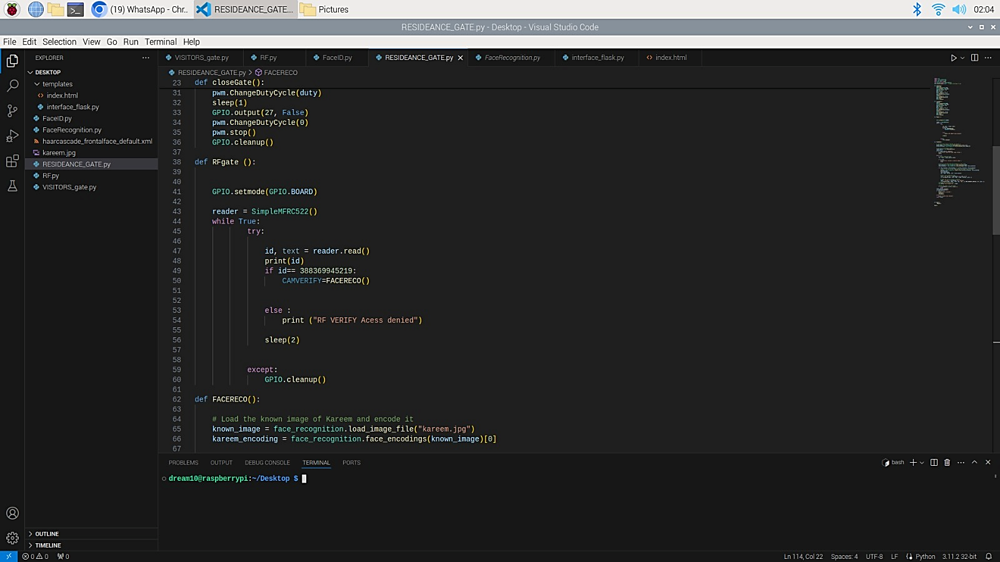 (19) WhatsApp - Chr..
RESIDEANCE_GATE...
Pictures
02:04
RESIDEANCE_GATE.py - Desktop - Visual Studio Code
File Edit Selection View Go Run Terminal Help
EXPLORER
DESKTOP
templates
index.html
interface_flask.py
FaceID.py
FaceRecognition.py
haarcascade_frontalface_default.xml
kareem.jpg
RESIDEANCE_GATE.py
RF.py
VISITORS_gate.py
OUTLINE
TIMELINE
VISITORS_gate.py
RF.py
FaceID.py
RESIDEANCE_GATE.py
FaceRecognition.py
interface_flask.py
index.html
RESIDEANCE_GATE.py > FACERECO
23 def closeGate():
31 pwm.ChangeDutyCycle(duty)
32 sleep(1)
33 GPIO.output(27, False)
34 pwm.ChangeDutyCycle(0)
35 pwm.stop()
36 GPIO.cleanup()
37
38 def RFgate ():
39
40
41 GPIO.setmode(GPIO.BOARD)
42
43 reader = SimpleMFRC522()
44 while True:
45 try:
46
47 id, text = reader.read()
48 print(id)
49 if id== 388369945219:
50 CAMVERIFY=FACERECO()
51
52
53 else :
54 print ("RF VERIFY Acess denied")
55
56 sleep(2)
57
58
59 except:
60 GPIO.cleanup()
61
62 def FACERECO():
63
64 # Load the known image of Kareem and encode it
65 known_image = face_recognition.load_image_file("kareem.jpg")
66 kareem_encoding = face_recognition.face_encodings(known_image)[0]
67
PROBLEMS OUTPUT DEBUG CONSOLE TERMINAL PORTS
bash
dream10@raspberrypi:~/Desktop $
0 0 0
Ln 114, Col 22 Spaces: 4 UTF-8 LF Python 3.11.2 32-bit